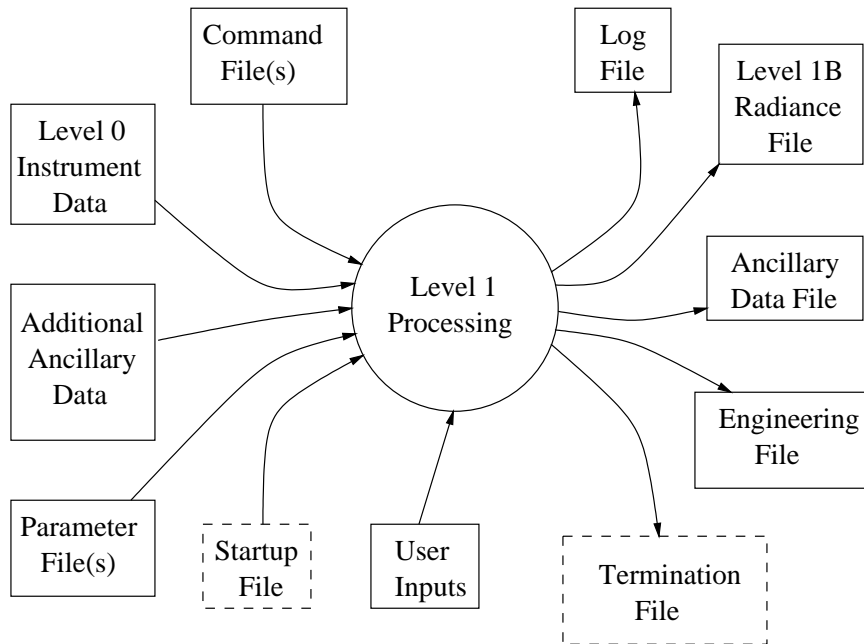 Command
File(s)
Log
File
Level 1B
Radiance
File
Level 0
Instrument
Data
Level 1
Processing
Ancillary
Data File
Additional
Ancillary
Data
Engineering
File
Parameter
File(s)
Startup
File
User
Inputs
Termination
File